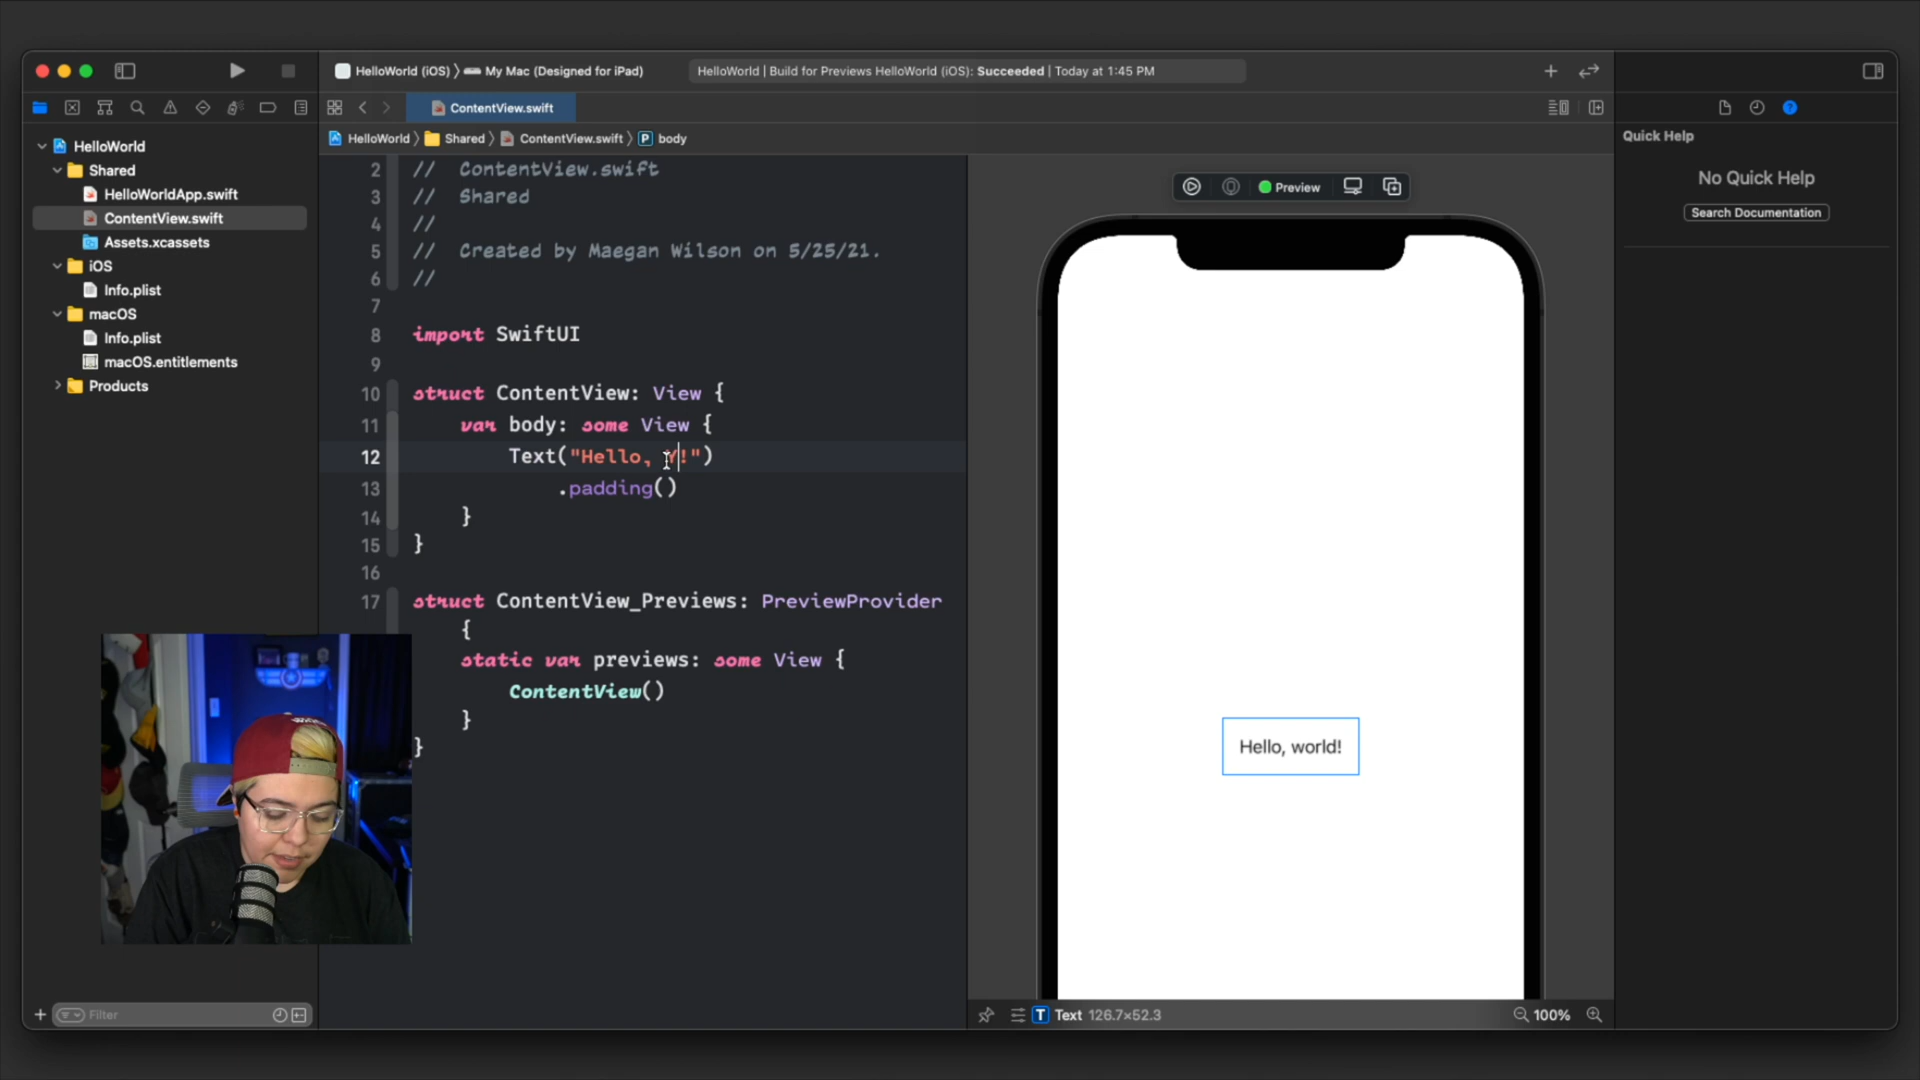 HelloWorld (iOS) 〉 My Mac (Designed for iPad)
HelloWorld | Build for Previews HelloWorld (iOS): Succeeded | Today at 1:45 PM
ContentView.swift
HelloWorld 〉 Shared 〉 ContentView.swift 〉 P body
HelloWorld
Shared
HelloWorldApp.swift
ContentView.swift
Assets.xcassets
iOS
Info.plist
macOS
Info.plist
macOS.entitlements
Products
Filter
2 // ContentView.swift
3 // Shared
4 //
5 // Created by Maegan Wilson on 5/25/21.
6 //
7
8 import SwiftUI
9
10 struct ContentView: View {
11 var body: some View {
12 Text("Hello, Y!")
13 .padding()
14 }
15 }
16
17 struct ContentView_Previews: PreviewProvider
{
static var previews: some View {
ContentView()
}
}
Preview
Hello, world!
T Text 126.7×52.3
100%
Quick Help
No Quick Help
Search Documentation